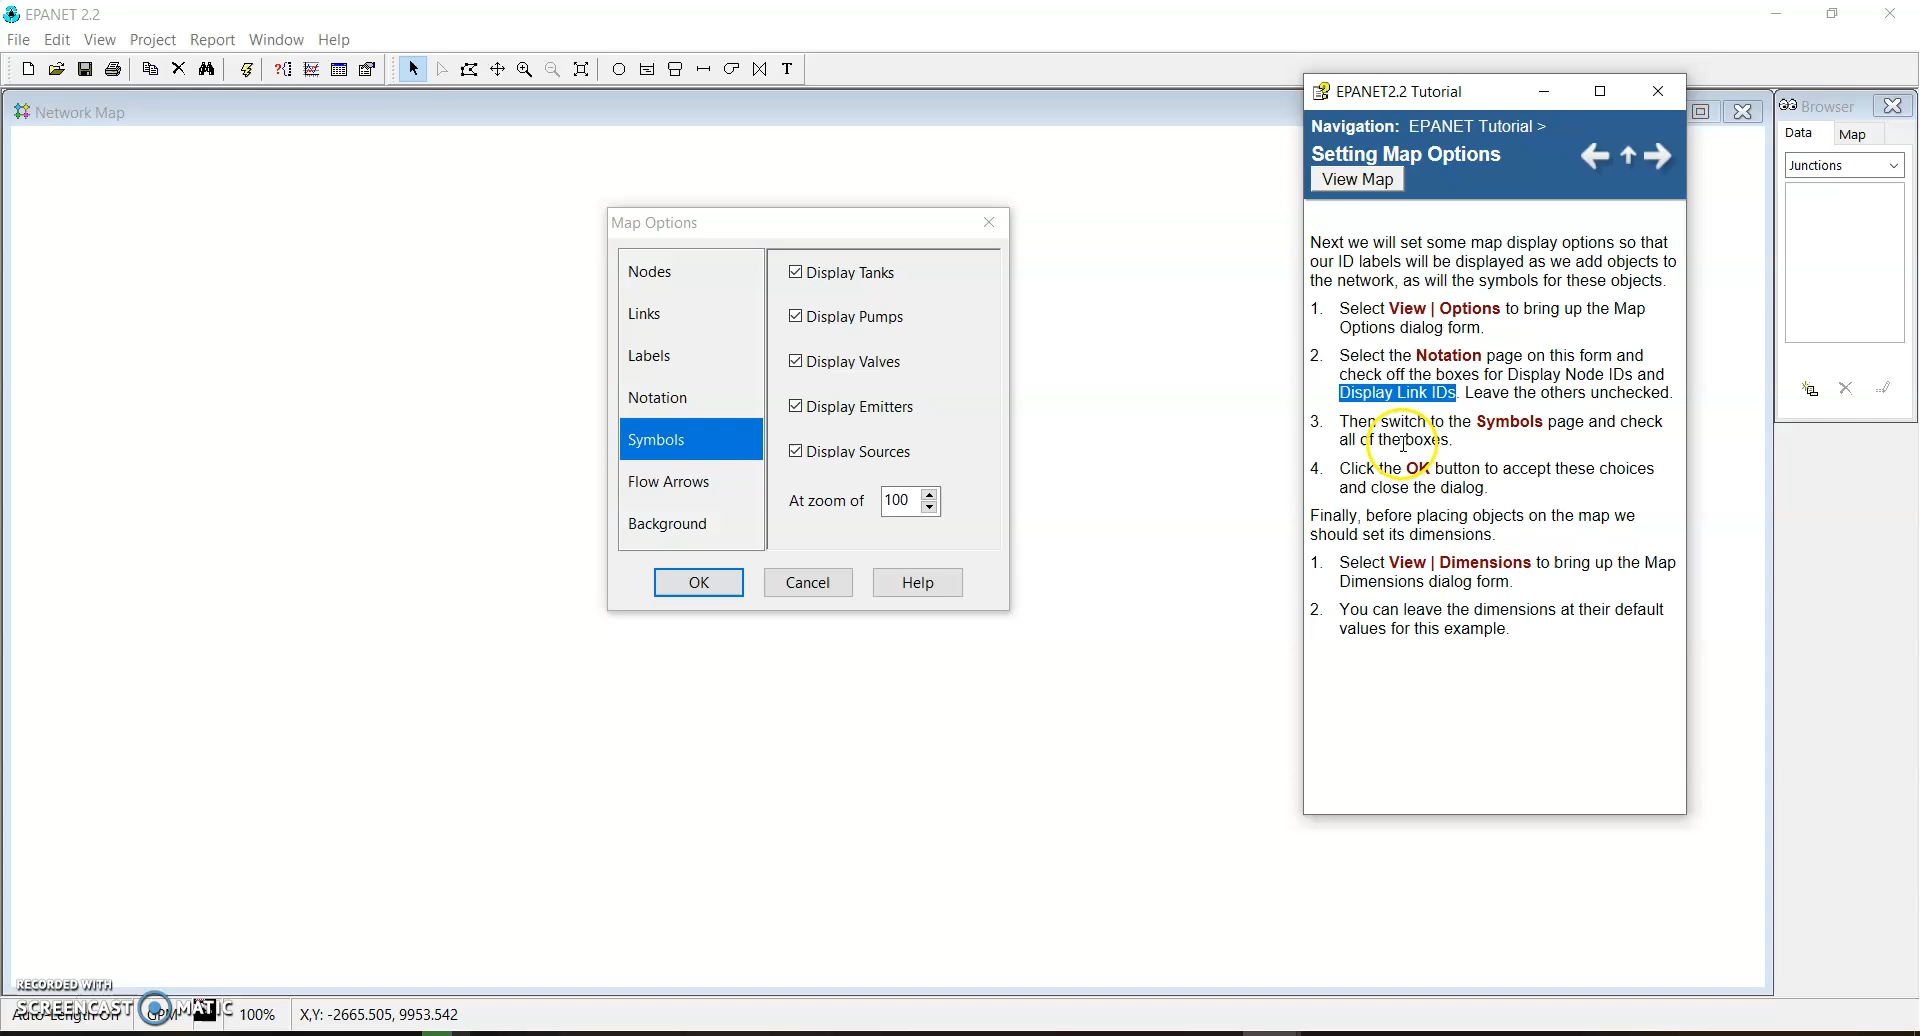 EPANET 2.2
File Edit View Project Report Window Help
T
Network Map
Map Options
Nodes
Links
Labels
Notation
Symbols
Flow Arrows
Background
Display Tanks
Display Pumps
Display Valves
Display Emitters
Display Sources
At zoom of 100
OK Cancel Help
EPANET2.2 Tutorial
Navigation: EPANET Tutorial >
Setting Map Options
View Map
Next we will set some map display options so that
our ID labels will be displayed as we add objects to
the network, as will the symbols for these objects.
1. Select View | Options to bring up the Map
Options dialog form.
2. Select the Notation page on this form and
check off the boxes for Display Node IDs and
Display Link IDs. Leave the others unchecked.
3. Then switch to the Symbols page and check
all of the boxes.
4. Click the OK button to accept these choices
and close the dialog.
Finally, before placing objects on the map we
should set its dimensions.
1. Select View | Dimensions to bring up the Map
Dimensions dialog form.
2. You can leave the dimensions at their default
values for this example.
Browser
Data Map
Junctions
RECORDED WITH
SCREENCAST MATIC
Auto-Length On GPM 100% X,Y: -2665.505, 9953.542